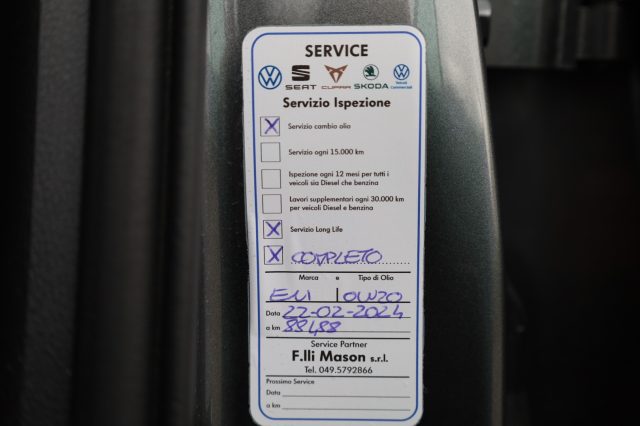 SERVICE
SEAT CUPRA ŠKODA
Servizio Ispezione
X Servizio cambio olio
Servizio ogni 15.000 km
Ispezione ogni 12 mesi per tutti i
veicoli sia Diesel che benzina
Lavori supplementari ogni 30.000 km
per veicoli Diesel e benzina
X Servizio Long Life
X COMPLETO
Marca e Tipo di Olio
ENI
Data 22-02-2024
a km 88488
Service Partner
F.lli Mason s.r.l.
Tel. 049.5792866
Prossimo Service
Data
a km